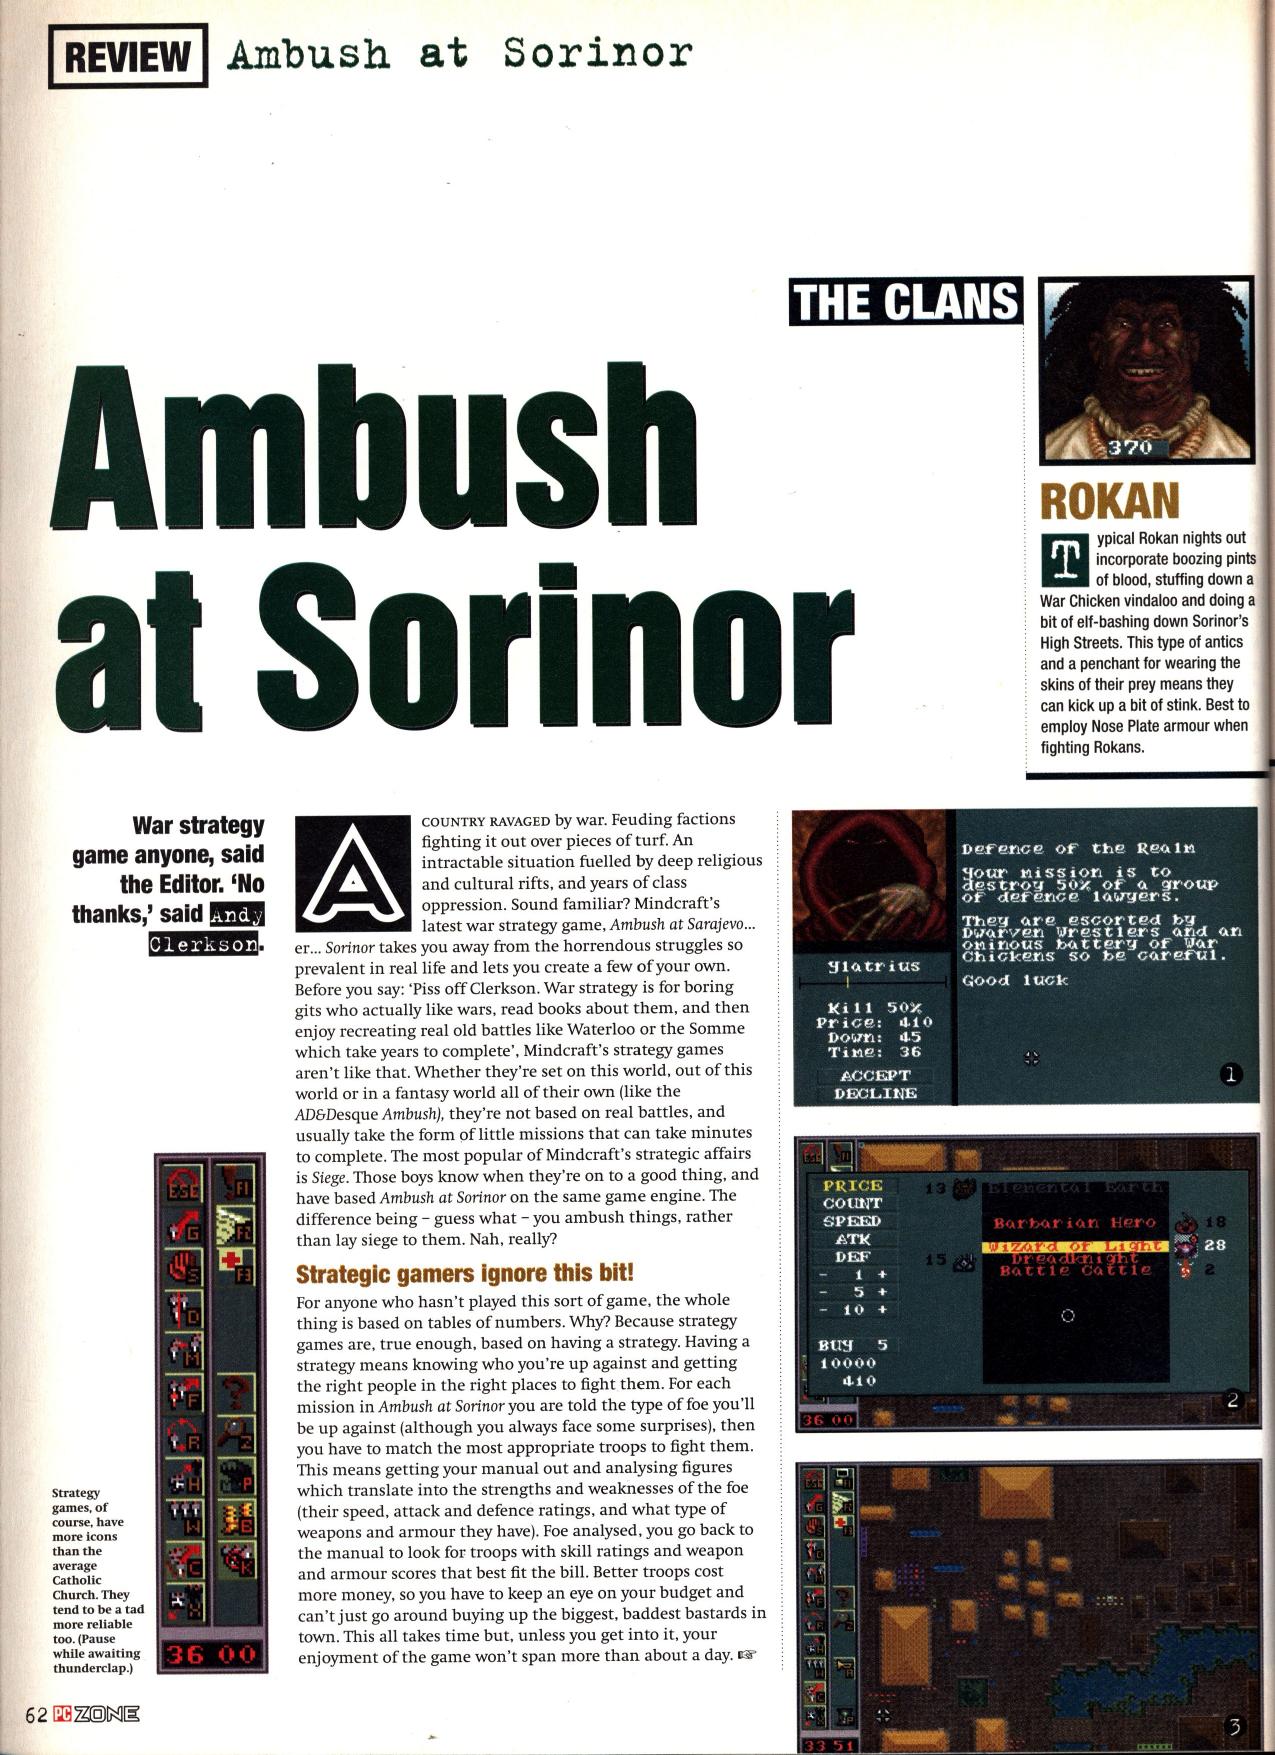 REVIEW Ambush at Sorinor
THE CLANS
Ambush
at Sorinor
370
ROKAN
Typical Rokan nights out
incorporate boozing pints
of blood, stuffing down a
War Chicken vindaloo and doing a
bit of elf-bashing down Sorinor's
High Streets. This type of antics
and a penchant for wearing the
skins of their prey means they
can kick up a bit of stink. Best to
employ Nose Plate armour when
fighting Rokans.
War strategy
game anyone, said
the Editor. 'No
thanks,' said Andy
Clerkson.
A COUNTRY RAVAGED by war. Feuding factions
fighting it out over pieces of turf. An
intractable situation fuelled by deep religious
and cultural rifts, and years of class
oppression. Sound familiar? Mindcraft's
latest war strategy game, Ambush at Sarajevo...
er... Sorinor takes you away from the horrendous struggles so
prevalent in real life and lets you create a few of your own.
Before you say: 'Piss off Clerkson. War strategy is for boring
gits who actually like wars, read books about them, and then
enjoy recreating real old battles like Waterloo or the Somme
which take years to complete', Mindcraft's strategy games
aren't like that. Whether they're set on this world, out of this
world or in a fantasy world all of their own (like the
AD&Desque Ambush), they're not based on real battles, and
usually take the form of little missions that can take minutes
to complete. The most popular of Mindcraft's strategic affairs
is Siege. Those boys know when they're on to a good thing, and
have based Ambush at Sorinor on the same game engine. The
difference being – guess what – you ambush things, rather
than lay siege to them. Nah, really?
Strategic gamers ignore this bit!
For anyone who hasn't played this sort of game, the whole
thing is based on tables of numbers. Why? Because strategy
games are, true enough, based on having a strategy. Having a
strategy means knowing who you're up against and getting
the right people in the right places to fight them. For each
mission in Ambush at Sorinor you are told the type of foe you'll
be up against (although you always face some surprises), then
you have to match the most appropriate troops to fight them.
This means getting your manual out and analysing figures
which translate into the strengths and weaknesses of the foe
(their speed, attack and defence ratings, and what type of
weapons and armour they have). Foe analysed, you go back to
the manual to look for troops with skill ratings and weapon
and armour scores that best fit the bill. Better troops cost
more money, so you have to keep an eye on your budget and
can't just go around buying up the biggest, baddest bastards in
town. This all takes time but, unless you get into it, your
enjoyment of the game won't span more than about a day. ☞
Strategy
games, of
course, have
more icons
than the
average
Catholic
Church. They
tend to be a tad
more reliable
too. (Pause
while awaiting
thunderclap.)
ESC F1
G F2
S F3
D
M
F ?
R Z
H P
W B
C K
X
36 00
Defence of the Realm
Your mission is to
destroy 50% of a group
of defence lawyers.
They are escorted by
Dwarven Wrestlers and an
ominous battery of War
Chickens so be careful.
Good luck
Ylatrius
Kill 50%
Price: 410
Down: 45
Time: 36
ACCEPT
DECLINE
1
PRICE
COUNT
SPEED
ATK
DEF
- 1 +
- 5 +
- 10 +
BUY 5
10000
410
13 Elemental Earth
Barbarian Hero 18
Wizard of Light 28
15 Dreadknight
Battle Cattle 2
36 00
2
33 51
3
62 PC ZONE